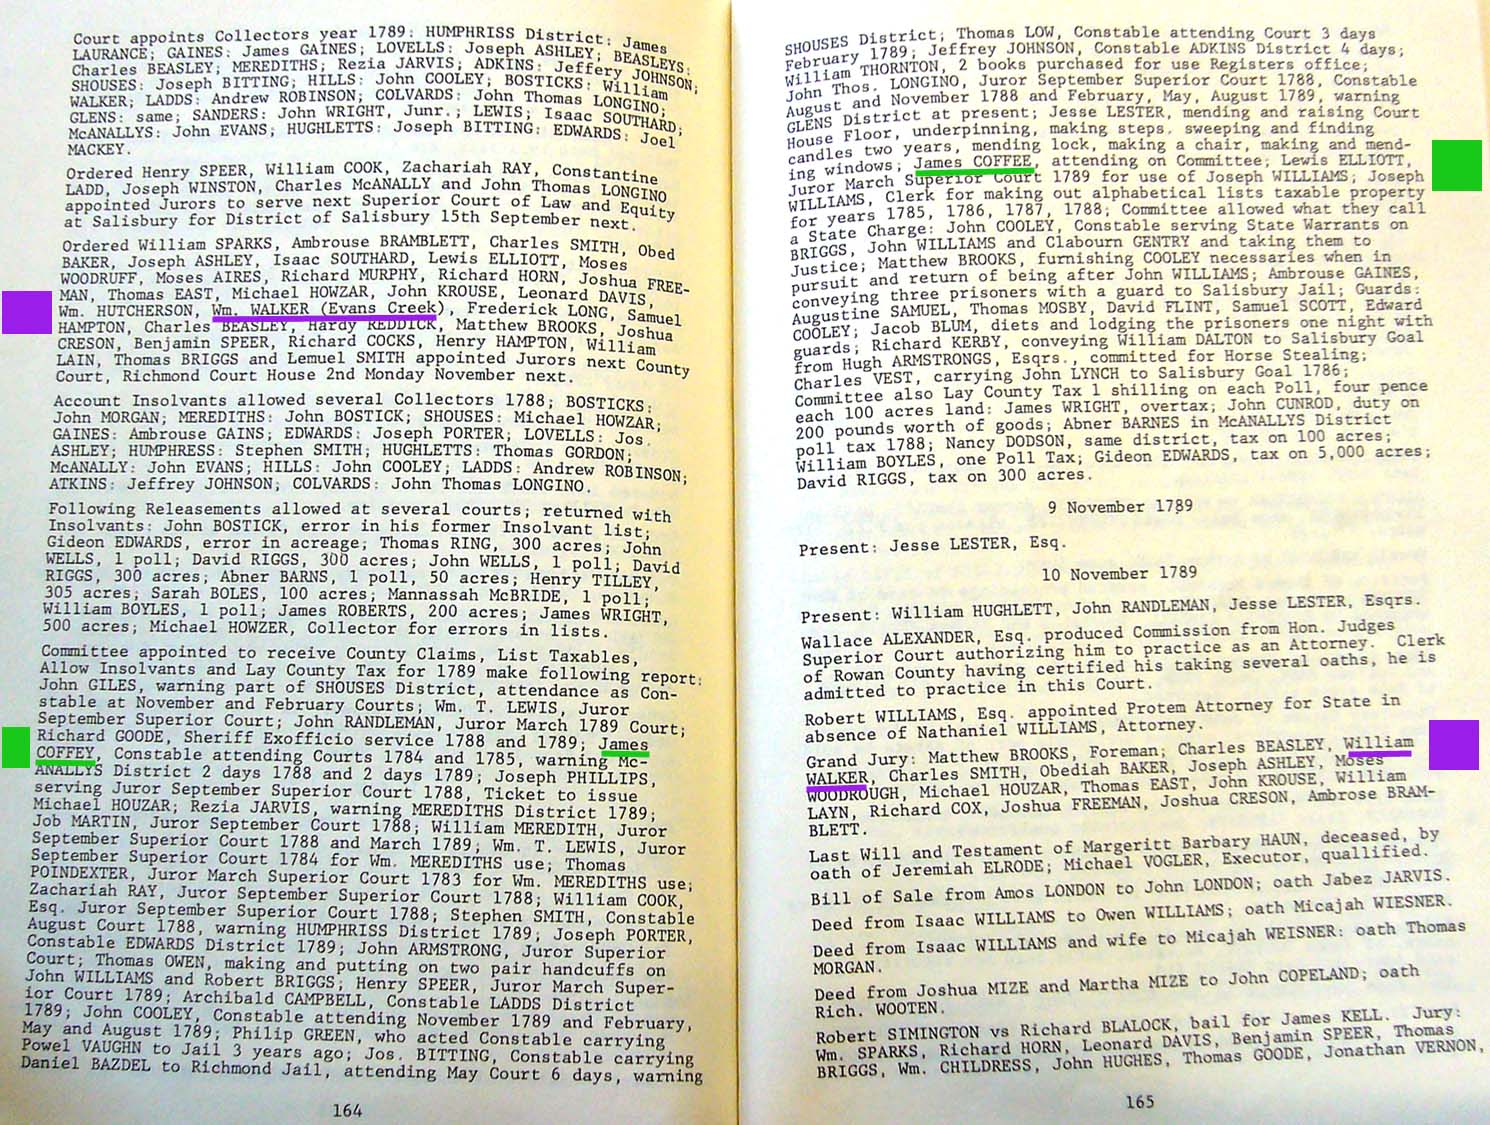 Court appoints Collectors year 1789: HUMPHRISS District: James
LAURANCE; GAINES: James GAINES; LOVELLS: Joseph ASHLEY; BEASLEYS:
Charles BEASLEY; MEREDITHS; Rezia JARVIS; ADKINS: Jeffery JOHNSON;
SHOUSES: Joseph BITTING; HILLS: John COOLEY; BOSTICKS: William
WALKER; LADDS: Andrew ROBINSON; COLVARDS: John Thomas LONGINO;
GLENS: same; SANDERS: John WRIGHT, Junr.; LEWIS; Isaac SOUTHARD;
McANALLYS: John EVANS; HUGHLETTS: Joseph BITTING: EDWARDS: Joel
MACKEY.
Ordered Henry SPEER, William COOK, Zachariah RAY, Constantine
LADD, Joseph WINSTON, Charles McANALLY and John Thomas LONGINO
appointed Jurors to serve next Superior Court of Law and Equity
at Salisbury for District of Salisbury 15th September next.
Ordered William SPARKS, Ambrouse BRAMBLETT, Charles SMITH, Obed
BAKER, Joseph ASHLEY, Isaac SOUTHARD, Lewis ELLIOTT, Moses
WOODRUFF, Moses AIRES, Richard MURPHY, Richard HORN, Joshua FREE-
MAN, Thomas EAST, Michael HOWZAR, John KROUSE, Leonard DAVIS,
Wm. HUTCHERSON, Wm. WALKER (Evans Creek), Frederick LONG, Samuel
HAMPTON, Charles BEASLEY, Hardy REDDICK, Matthew BROOKS, Joshua
CRESON, Benjamin SPEER, Richard COCKS, Henry HAMPTON, William
LAIN, Thomas BRIGGS and Lemuel SMITH appointed Jurors next County
Court, Richmond Court House 2nd Monday November next.
Account Insolvants allowed several Collectors 1788; BOSTICKS:
John MORGAN; MEREDITHS: John BOSTICK; SHOUSES: Michael HOWZAR;
GAINES: Ambrouse GAINS; EDWARDS: Joseph PORTER; LOVELLS: Jos.
ASHLEY; HUMPHRESS: Stephen SMITH; HUGHLETTS: Thomas GORDON;
McANALLY: John EVANS; HILLS: John COOLEY; LADDS: Andrew ROBINSON;
ATKINS: Jeffrey JOHNSON; COLVARDS: John Thomas LONGINO.
Following Releasements allowed at several courts; returned with
Insolvants: John BOSTICK, error in his former Insolvant list;
Gideon EDWARDS, error in acreage; Thomas RING, 300 acres; John
WELLS, 1 poll; David RIGGS, 300 acres; John WELLS, 1 poll; David
RIGGS, 300 acres; Abner BARNS, 1 poll, 50 acres; Henry TILLEY,
305 acres; Sarah BOLES, 100 acres; Mannassah McBRIDE, 1 poll;
William BOYLES, 1 poll; James ROBERTS, 200 acres; James WRIGHT,
500 acres; Michael HOWZER, Collector for errors in lists.
Committee appointed to receive County Claims, List Taxables,
Allow Insolvants and Lay County Tax for 1789 make following report:
John GILES, warning part of SHOUSES District, attendance as Con-
stable at November and February Courts; Wm. T. LEWIS, Juror
September Superior Court; John RANDLEMAN, Juror March 1789 Court;
Richard GOODE, Sheriff Exofficio service 1788 and 1789; James
COFFEY, Constable attending Courts 1784 and 1785, warning Mc-
ANALLYS District 2 days 1788 and 2 days 1789; Joseph PHILLIPS,
serving Juror September Superior Court 1788, Ticket to issue
Michael HOUZAR; Rezia JARVIS, warning MEREDITHS District 1789;
Job MARTIN, Juror September Court 1788; William MEREDITH, Juror
September Superior Court 1788 and March 1789; Wm. T. LEWIS, Juror
September Superior Court 1784 for Wm. MEREDITHS use; Thomas
POINDEXTER, Juror March Superior Court 1783 for Wm. MEREDITHS use;
Zachariah RAY, Juror September Superior Court 1788; William COOK,
Esq. Juror September Superior Court 1788; Stephen SMITH, Constable
August Court 1788, warning HUMPHRISS District 1789; Joseph PORTER,
Constable EDWARDS District 1789; John ARMSTRONG, Juror Superior
Court; Thomas OWEN, making and putting on two pair handcuffs on
John WILLIAMS and Robert BRIGGS; Henry SPEER, Juror March Super-
ior Court 1789; Archibald CAMPBELL, Constable LADDS District
1789; John COOLEY, Constable attending November 1789 and February,
May and August 1789; Philip GREEN, who acted Constable carrying
Powel VAUGHN to Jail 3 years ago; Jos. BITTING, Constable carrying
Daniel BAZDEL to Richmond Jail, attending May Court 6 days, warning
164
SHOUSES District; Thomas LOW, Constable attending Court 3 days
February 1789; Jeffrey JOHNSON, Constable ADKINS District 4 days;
William THORNTON, 2 books purchased for use Registers office;
John Thos. LONGINO, Juror September Superior Court 1788, Constable
August and November 1788 and February, May, August 1789, warning
GLENS District at present; Jesse LESTER, mending and raising Court
House Floor, underpinning, making steps. sweeping and finding
candles two years, mending lock, making a chair, making and mend-
ing windows; James COFFEE, attending on Committee; Lewis ELLIOTT,
Juror March Superior Court 1789 for use of Joseph WILLIAMS; Joseph
WILLIAMS, Clerk for making out alphabetical lists taxable property
for years 1785, 1786, 1787, 1788; Committee allowed what they call
a State Charge: John COOLEY, Constable serving State Warrants on
BRIGGS, John WILLIAMS and Clabourn GENTRY and taking them to
Justice; Matthew BROOKS, furnishing COOLEY necessaries when in
pursuit and return of being after John WILLIAMS; Ambrouse GAINES,
conveying three prisoners with a guard to Salisbury Jail; Guards:
Augustine SAMUEL, Thomas MOSBY, David FLINT, Samuel SCOTT, Edward
COOLEY; Jacob BLUM, diets and lodging the prisoners one night with
guards; Richard KERBY, conveying William DALTON to Salisbury Goal
from Hugh ARMSTRONGS, Esqrs., committed for Horse Stealing;
Charles VEST, carrying John LYNCH to Salisbury Goal 1786;
Committee also Lay County Tax 1 shilling on each Poll, four pence
each 100 acres land: James WRIGHT, overtax; John CUNROD, duty on
200 pounds worth of goods; Abner BARNES in McANALLYS District
poll tax 1788; Nancy DODSON, same district, tax on 100 acres;
William BOYLES, one Poll Tax; Gideon EDWARDS, tax on 5,000 acres;
David RIGGS, tax on 300 acres.
9 November 1789
Present: Jesse LESTER, Esq.
10 November 1789
Present: William HUGHLETT, John RANDLEMAN, Jesse LESTER, Esqrs.
Wallace ALEXANDER, Esq. produced Commission from Hon. Judges
Superior Court authorizing him to practice as an Attorney. Clerk
of Rowan County having certified his taking several oaths, he is
admitted to practice in this Court.
Robert WILLIAMS, Esq. appointed Protem Attorney for State in
absence of Nathaniel WILLIAMS, Attorney.
Grand Jury: Matthew BROOKS, Foreman; Charles BEASLEY, William
WALKER, Charles SMITH, Obediah BAKER, Joseph ASHLEY, Moses
WOODROUGH, Michael HOUZAR, Thomas EAST, John KROUSE, William
LAYN, Richard COX, Joshua FREEMAN, Joshua CRESON, Ambrose BRAM-
BLETT.
Last Will and Testament of Margeritt Barbary HAUN, deceased, by
oath of Jeremiah ELRODE; Michael VOGLER, Executor, quallified.
Bill of Sale from Amos LONDON to John LONDON; oath Jabez JARVIS.
Deed from Isaac WILLIAMS to Owen WILLIAMS; oath Micajah WIESNER.
Deed from Isaac WILLIAMS and wife to Micajah WEISNER: oath Thomas
MORGAN.
Deed from Joshua MIZE and Martha MIZE to John COPELAND; oath
Rich. WOOTEN.
Robert SIMINGTON vs Richard BLALOCK, bail for James KELL. Jury:
Wm. SPARKS, Richard HORN, Leonard DAVIS, Benjamin SPEER, Thomas
BRIGGS, Wm. CHILDRESS, John HUGHES, Thomas GOODE, Jonathan VERNON,
165